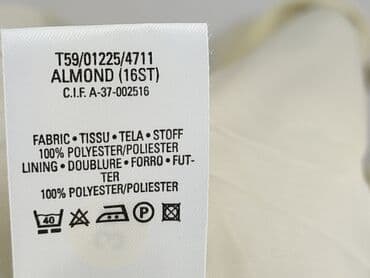 T59/01225/4711
ALMOND (16ST)
C.I.F. A-37-002516
FABRIC • TISSU • TELA • STOFF
100% POLYESTER/POLIESTER
LINING • DOUBLURE • FORRO • FUT-
TER
100% POLYESTER/POLIESTER
40 P